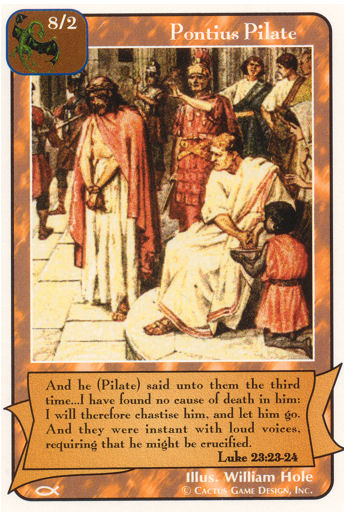 8/2
Pontius Pilate
And he (Pilate) said unto them the third
time...I have found no cause of death in him:
I will therefore chastise him, and let him go.
And they were instant with loud voices,
requiring that he might be crucified.
Luke 23:23-24
Illus. William Hole
© Cactus Game Design, Inc.